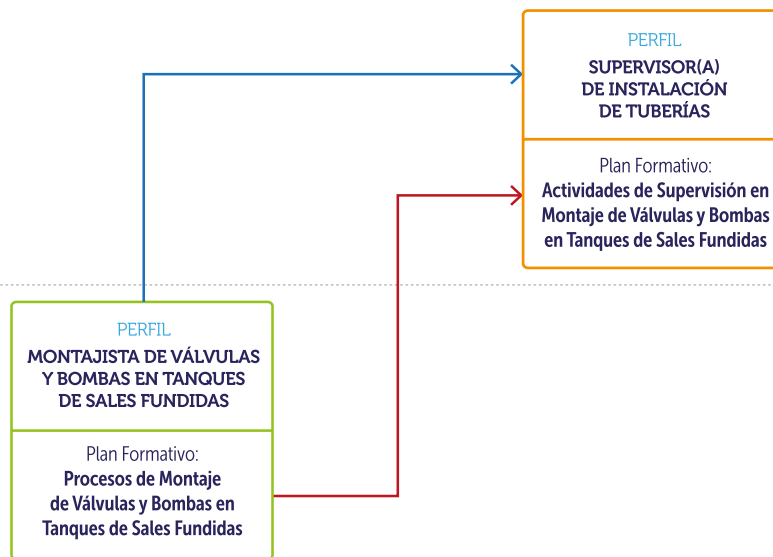 PERFIL
SUPERVISOR(A)
DE INSTALACIÓN
DE TUBERÍAS
Plan Formativo:
Actividades de Supervisión en
Montaje de Válvulas y Bombas
en Tanques de Sales Fundidas
PERFIL
MONTAJISTA DE VÁLVULAS
Y BOMBAS EN TANQUES
DE SALES FUNDIDAS
Plan Formativo:
Procesos de Montaje
de Válvulas y Bombas en
Tanques de Sales Fundidas